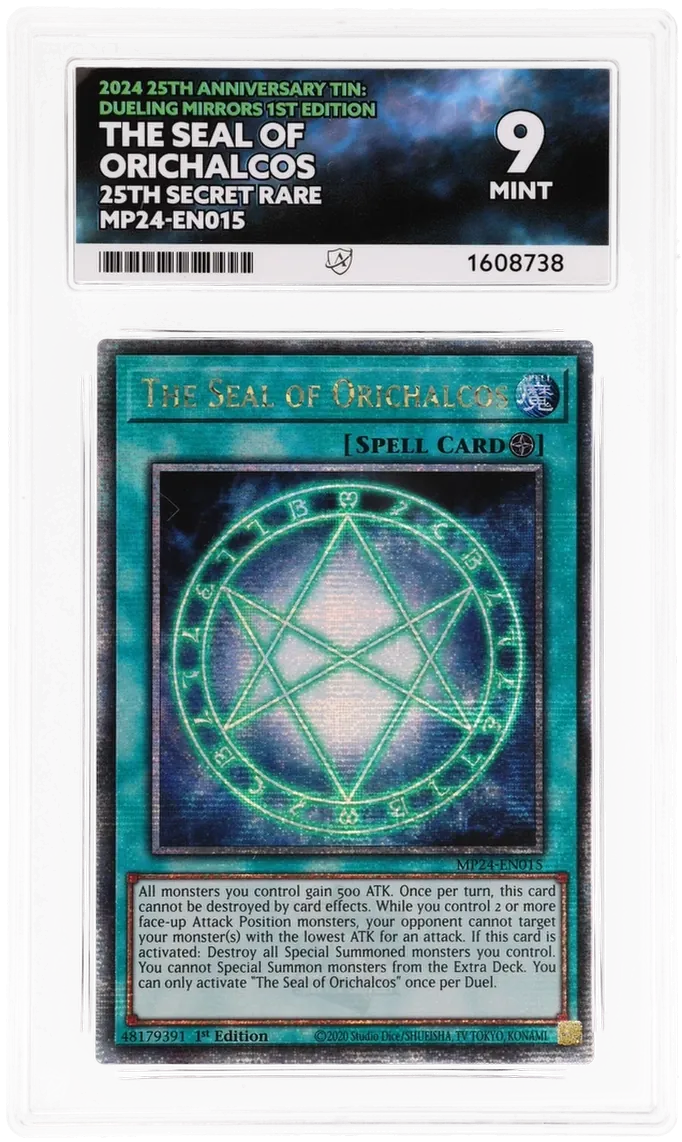 2024 25TH ANNIVERSARY TIN:
DUELING MIRRORS 1ST EDITION
THE SEAL OF
ORICHALCOS
25TH SECRET RARE
MP24-EN015
9
MINT
1608738
THE SEAL OF ORICHALCOS
SPELL
魔
[SPELL CARD]
MP24-EN015
All monsters you control gain 500 ATK. Once per turn, this card
cannot be destroyed by card effects. While you control 2 or more
face-up Attack Position monsters, your opponent cannot target
your monster(s) with the lowest ATK for an attack. If this card is
activated: Destroy all Special Summoned monsters you control.
You cannot Special Summon monsters from the Extra Deck. You
can only activate "The Seal of Orichalcos" once per Duel.
48179391 1st Edition ©2020 Studio Dice/SHUEISHA, TV TOKYO, KONAMI